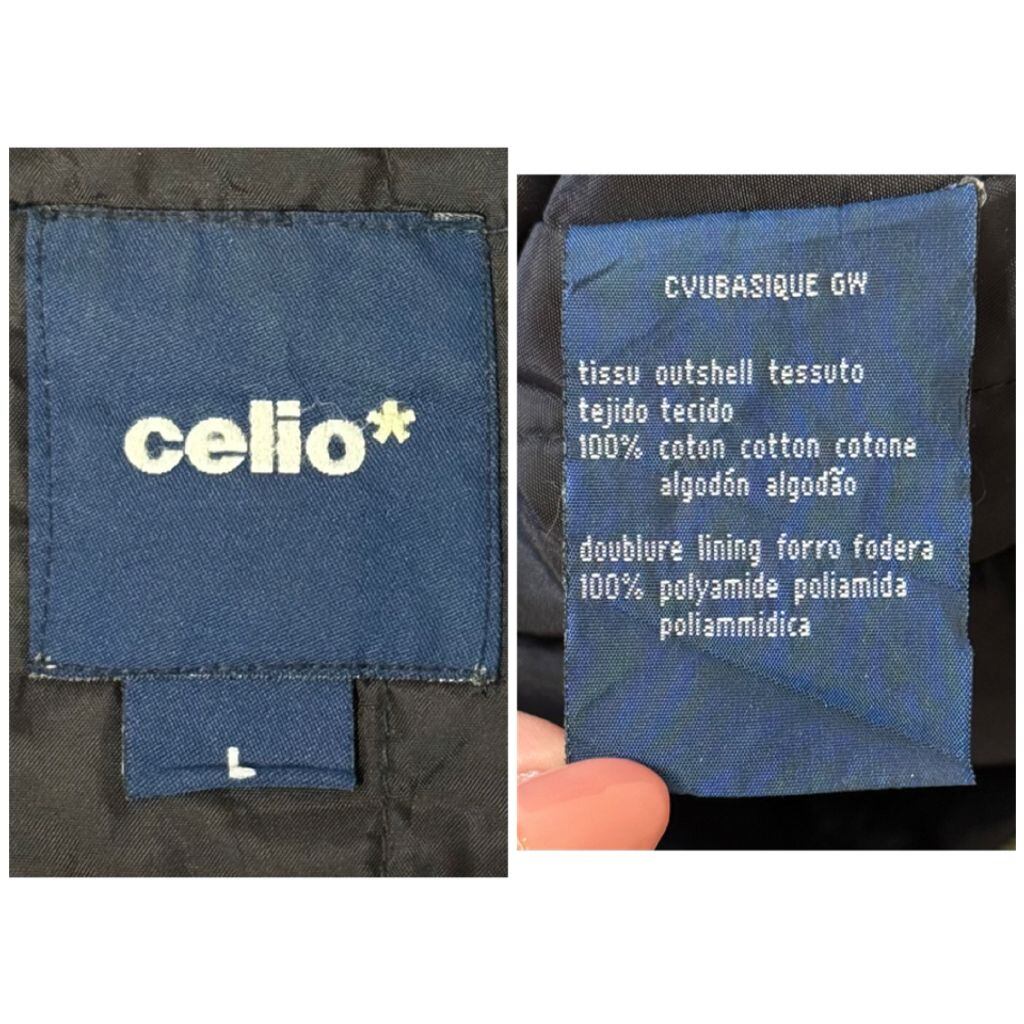 celio*
L
CVUBASIQUE GW
tissu outshell tessuto
tejido tecido
100% coton cotton cotone
algodón algodão
doublure lining forro fodera
100% polyamide poliamida
poliammidica